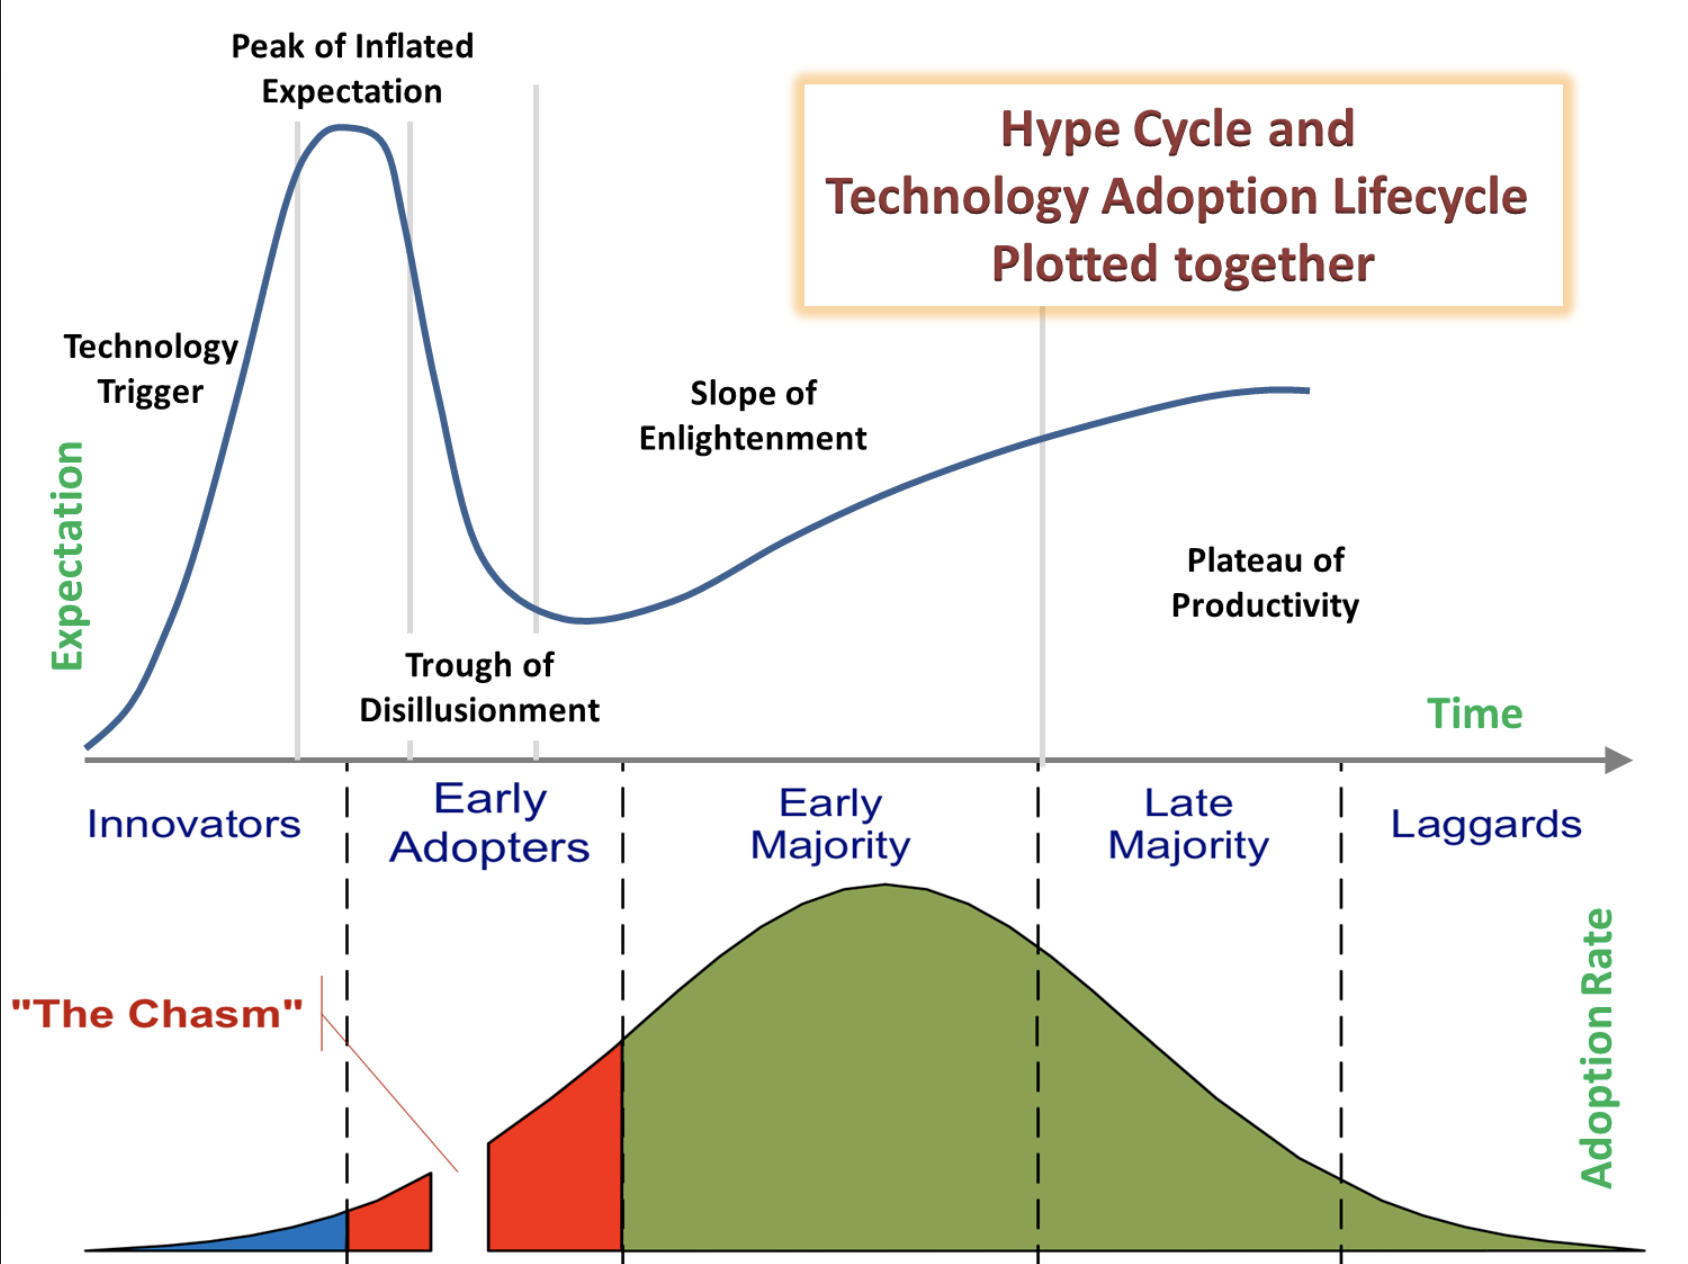 Peak of Inflated
Expectation
Hype Cycle and
Technology Adoption Lifecycle
Plotted together
Technology
Trigger
Slope of
Enlightenment
Expectation
Plateau of
Productivity
Trough of
Disillusionment
Time
Innovators
Early
Adopters
Early
Majority
Late
Majority
Laggards
"The Chasm"
Adoption Rate